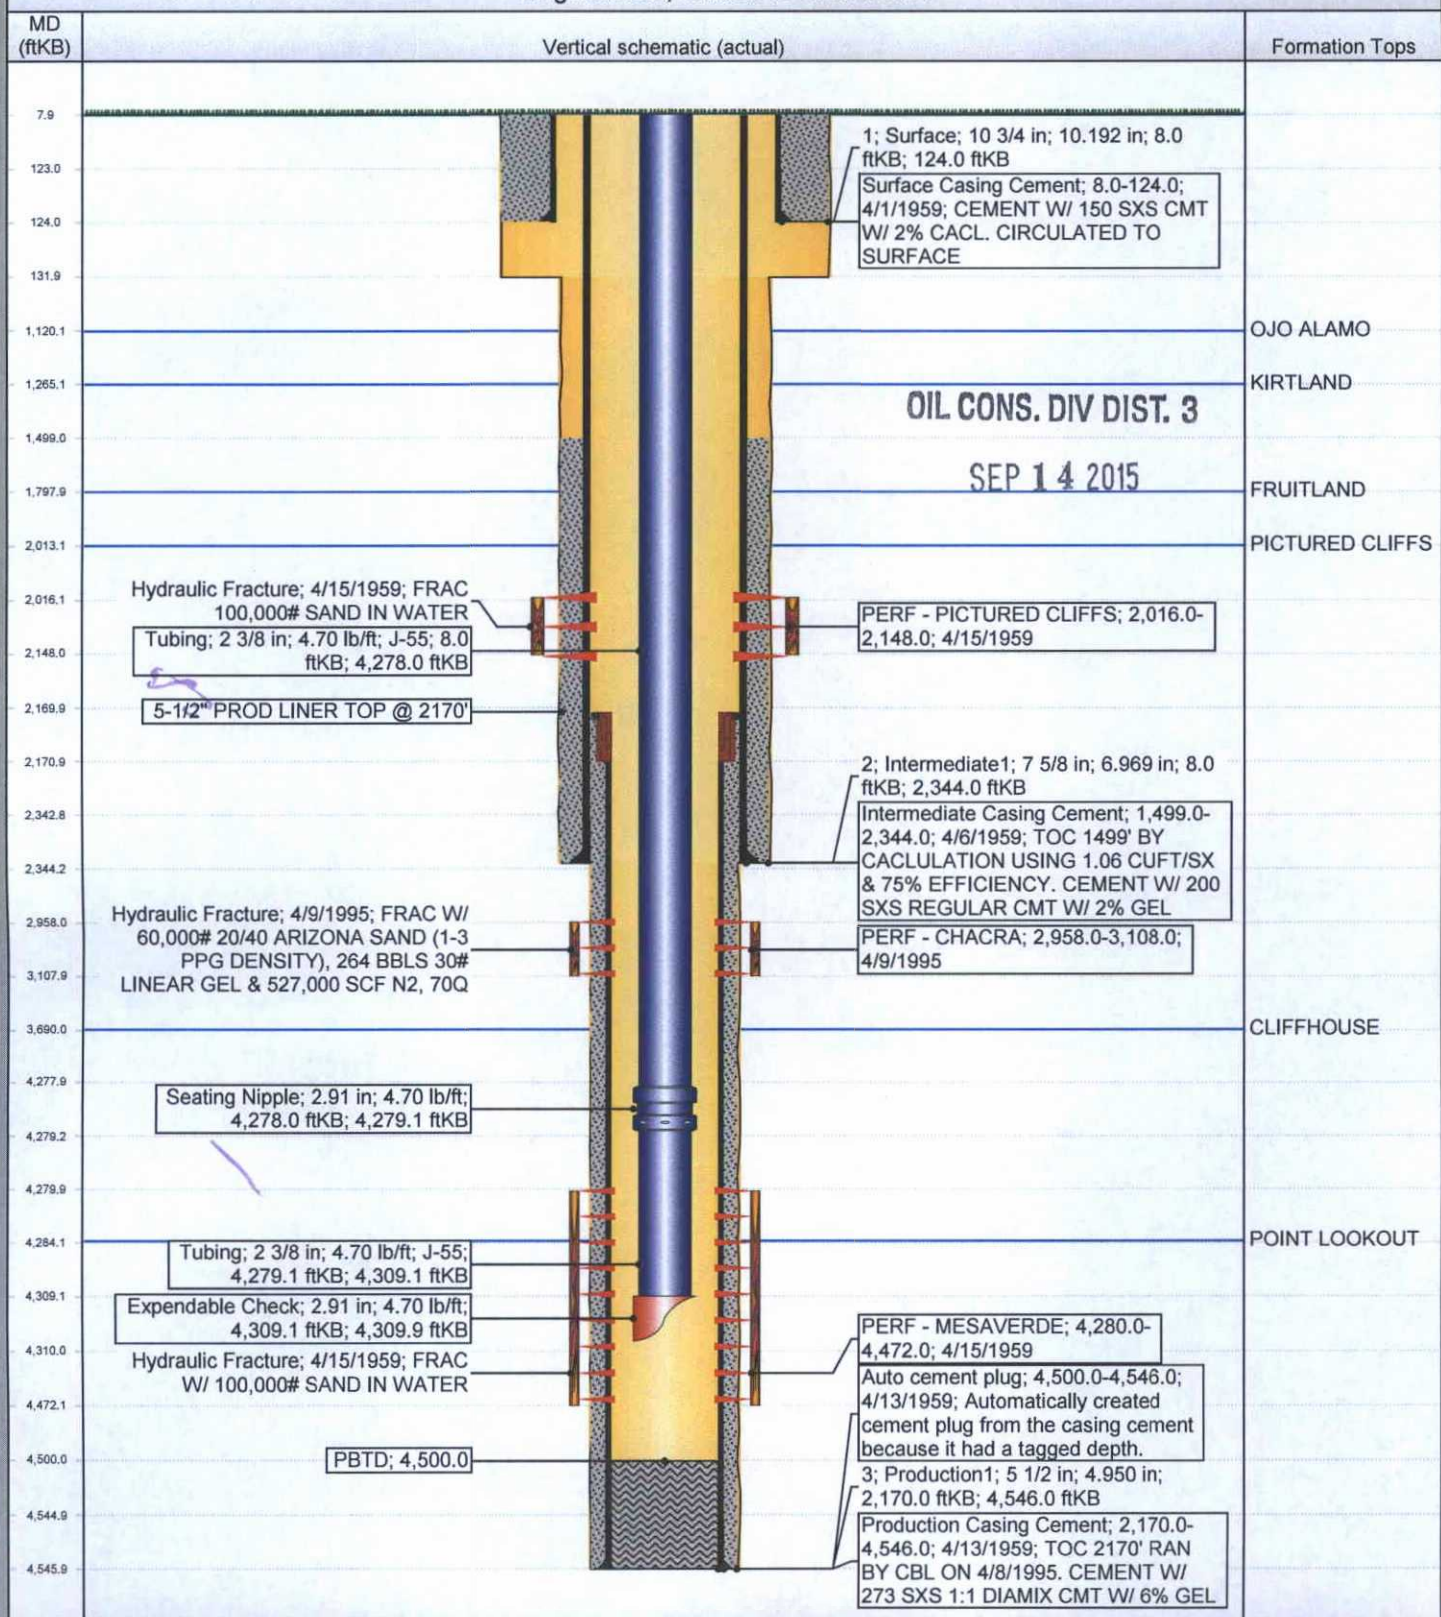 MD
(ftKB)
Vertical schematic (actual)
Formation Tops
7.9
1; Surface; 10 3/4 in; 10.192 in; 8.0
ftKB; 124.0 ftKB
123.0
Surface Casing Cement; 8.0-124.0;
4/1/1959; CEMENT W/ 150 SXS CMT
W/ 2% CACL. CIRCULATED TO
SURFACE
124.0
131.9
1,120.1
OJO ALAMO
1,265.1
KIRTLAND
OIL CONS. DIV DIST. 3
1,499.0
SEP 14 2015
1,797.9
FRUITLAND
2,013.1
PICTURED CLIFFS
Hydraulic Fracture; 4/15/1959; FRAC
100,000# SAND IN WATER
2,016.1
PERF - PICTURED CLIFFS; 2,016.0-
2,148.0; 4/15/1959
Tubing; 2 3/8 in; 4.70 lb/ft; J-55; 8.0
ftKB; 4,278.0 ftKB
2,148.0
5-1/2" PROD LINER TOP @ 2170'
2,169.9
2,170.9
2; Intermediate1; 7 5/8 in; 6.969 in; 8.0
ftKB; 2,344.0 ftKB
2,342.8
Intermediate Casing Cement; 1,499.0-
2,344.0; 4/6/1959; TOC 1499' BY
CACLULATION USING 1.06 CUFT/SX
& 75% EFFICIENCY. CEMENT W/ 200
SXS REGULAR CMT W/ 2% GEL
2,344.2
Hydraulic Fracture; 4/9/1995; FRAC W/
60,000# 20/40 ARIZONA SAND (1-3
PPG DENSITY), 264 BBLS 30#
LINEAR GEL & 527,000 SCF N2, 70Q
2,958.0
PERF - CHACRA; 2,958.0-3,108.0;
4/9/1995
3,107.9
3,690.0
CLIFFHOUSE
4,277.9
Seating Nipple; 2.91 in; 4.70 lb/ft;
4,278.0 ftKB; 4,279.1 ftKB
4,279.2
4,279.9
4,284.1
POINT LOOKOUT
Tubing; 2 3/8 in; 4.70 lb/ft; J-55;
4,279.1 ftKB; 4,309.1 ftKB
4,309.1
Expendable Check; 2.91 in; 4.70 lb/ft;
4,309.1 ftKB; 4,309.9 ftKB
4,310.0
PERF - MESAVERDE; 4,280.0-
4,472.0; 4/15/1959
Hydraulic Fracture; 4/15/1959; FRAC
W/ 100,000# SAND IN WATER
4,472.1
Auto cement plug; 4,500.0-4,546.0;
4/13/1959; Automatically created
cement plug from the casing cement
because it had a tagged depth.
PBTD; 4,500.0
4,500.0
3; Production1; 5 1/2 in; 4.950 in;
2,170.0 ftKB; 4,546.0 ftKB
4,544.9
Production Casing Cement; 2,170.0-
4,546.0; 4/13/1959; TOC 2170' RAN
BY CBL ON 4/8/1995. CEMENT W/
273 SXS 1:1 DIAMIX CMT W/ 6% GEL
4,545.9